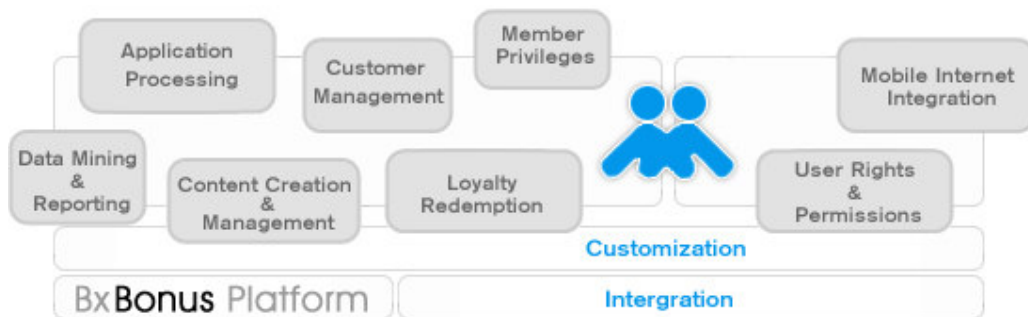 Application
Processing
Customer
Management
Member
Privileges
Mobile Internet
Integration
Data Mining
&
Reporting
Content Creation
&
Management
Loyalty
Redemption
User Rights
&
Permissions
Customization
BxBonus Platform
Intergration